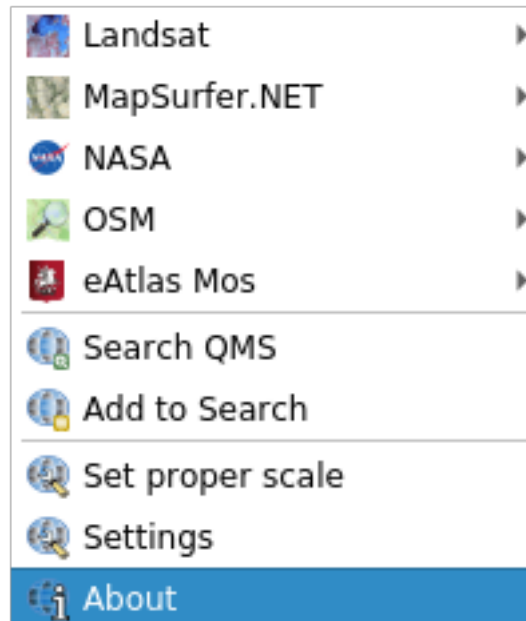 Landsat
MapSurfer.NET
NASA
OSM
eAtlas Mos
Search QMS
Add to Search
Set proper scale
Settings
About